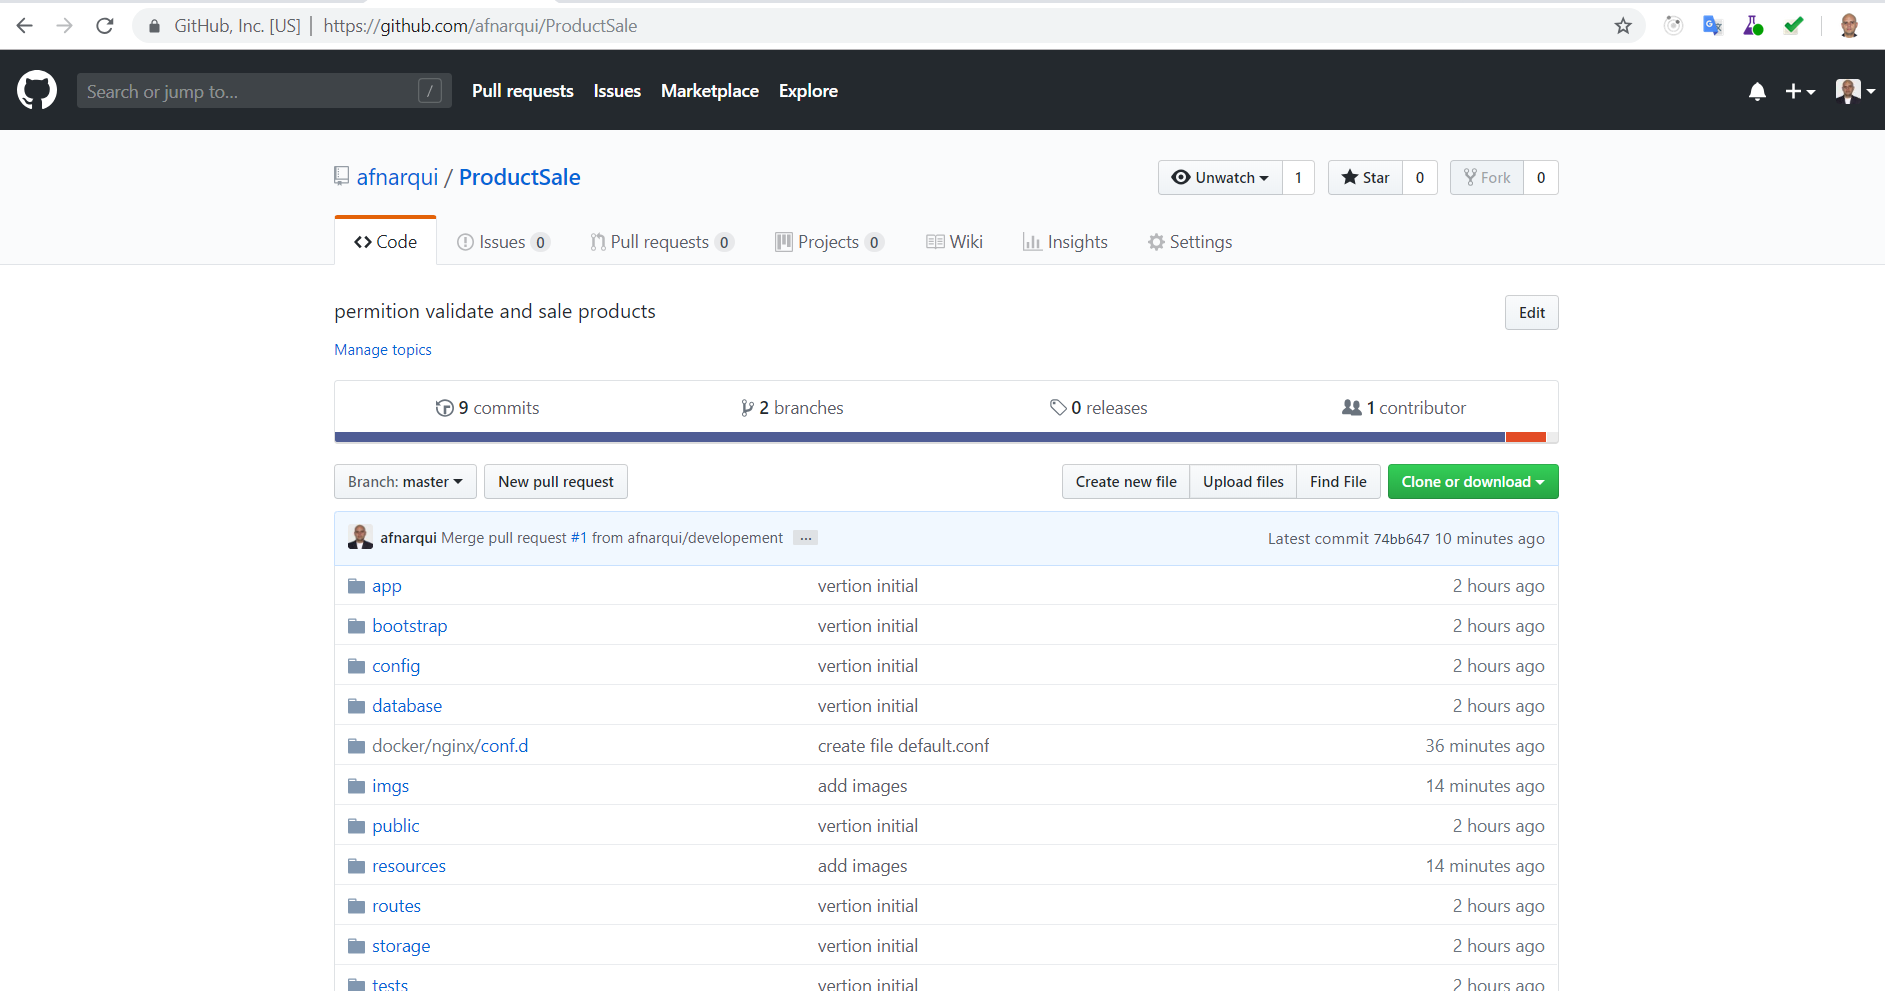 GitHub, Inc. [US] | https://github.com/afnarqui/ProductSale
Search or jump to... / Pull requests Issues Marketplace Explore
afnarqui / ProductSale Unwatch 1 Star 0 Fork 0
Code Issues 0 Pull requests 0 Projects 0 Wiki Insights Settings
permition validate and sale products Edit
Manage topics
9 commits 2 branches 0 releases 1 contributor
Branch: master New pull request Create new file Upload files Find File Clone or download
afnarqui Merge pull request #1 from afnarqui/developement ... Latest commit 74bb647 10 minutes ago
app vertion initial 2 hours ago
bootstrap vertion initial 2 hours ago
config vertion initial 2 hours ago
database vertion initial 2 hours ago
docker/nginx/conf.d create file default.conf 36 minutes ago
imgs add images 14 minutes ago
public vertion initial 2 hours ago
resources add images 14 minutes ago
routes vertion initial 2 hours ago
storage vertion initial 2 hours ago
tests vertion initial 2 hours ago